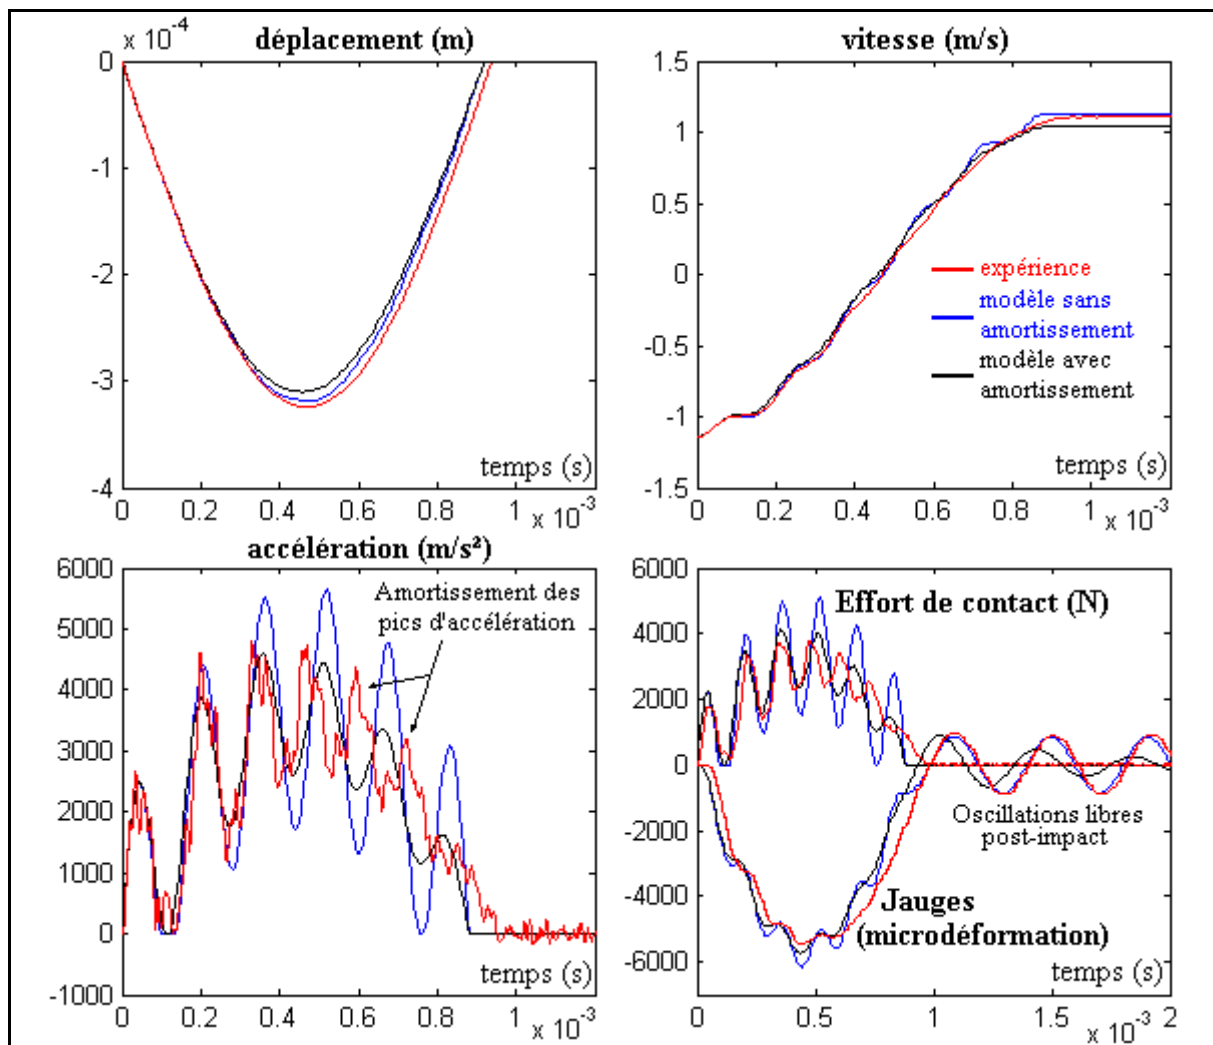 x 10⁻⁴
déplacement (m)
0
-1
-2
-3
-4
temps (s)
0 0.2 0.4 0.6 0.8 1
x 10⁻³
vitesse (m/s)
1.5
1
0.5
0
-0.5
-1
-1.5
expérience
modèle sans
amortissement
modèle avec
amortissement
temps (s)
0 0.2 0.4 0.6 0.8 1
x 10⁻³
accélération (m/s²)
6000
5000
4000
3000
2000
1000
0
-1000
Amortissement des
pics d'accélération
temps (s)
0 0.2 0.4 0.6 0.8 1
x 10⁻³
6000
4000
2000
0
-2000
-4000
-6000
Effort de contact (N)
Oscillations libres
post-impact
Jauges
(microdéformation)
temps (s)
0 0.5 1 1.5 2
x 10⁻³